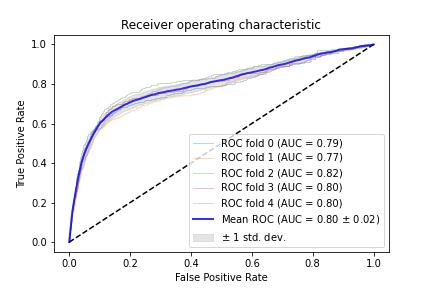 Receiver operating characteristic
True Positive Rate
1.0
0.8
0.6
0.4
0.2
0.0
ROC fold 0 (AUC = 0.79)
ROC fold 1 (AUC = 0.77)
ROC fold 2 (AUC = 0.82)
ROC fold 3 (AUC = 0.80)
ROC fold 4 (AUC = 0.80)
Mean ROC (AUC = 0.80 ± 0.02)
± 1 std. dev.
0.0 0.2 0.4 0.6 0.8 1.0
False Positive Rate